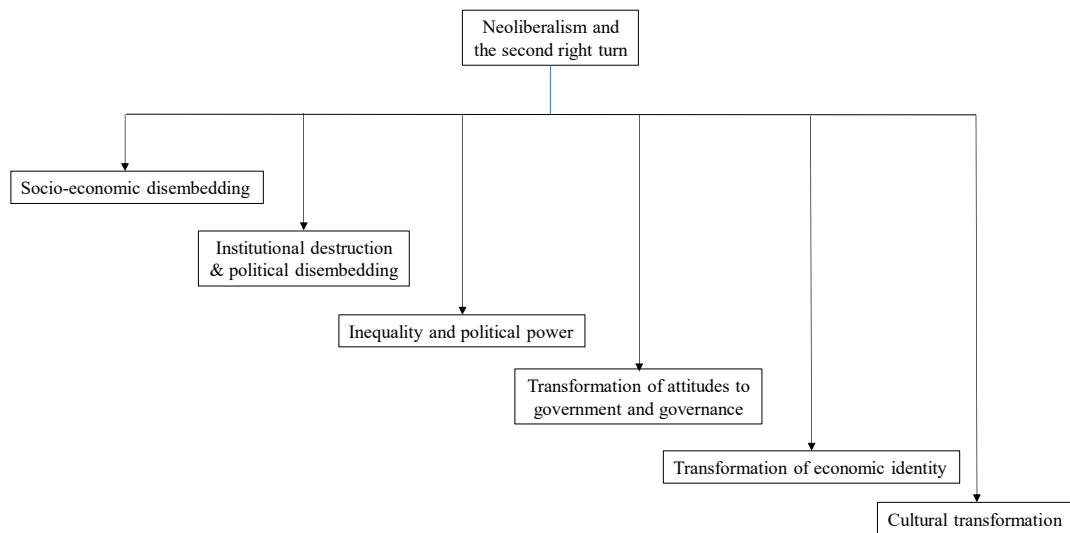 Neoliberalism and
the second right turn
Socio-economic disembedding
Institutional destruction
& political disembedding
Inequality and political power
Transformation of attitudes to
government and governance
Transformation of economic identity
Cultural transformation